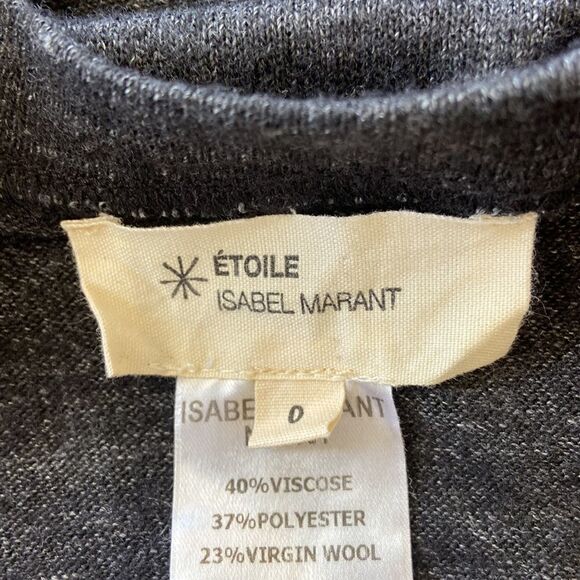 ÉTOILE
ISABEL MARANT
0
40%VISCOSE
37%POLYESTER
23%VIRGIN WOOL